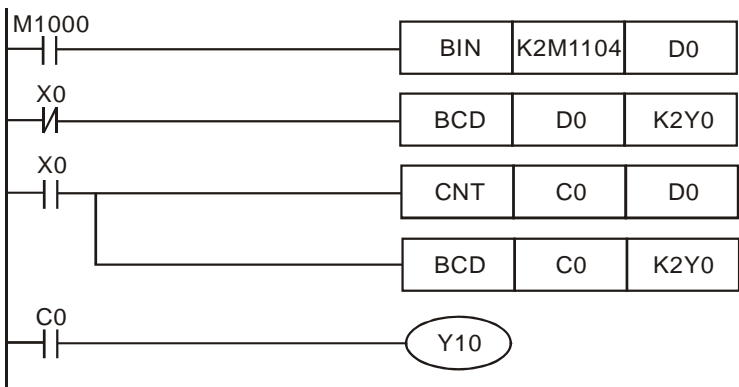 M1000
BIN K2M1104 D0
X0
BCD D0 K2Y0
X0
CNT C0 D0
BCD C0 K2Y0
C0
Y10